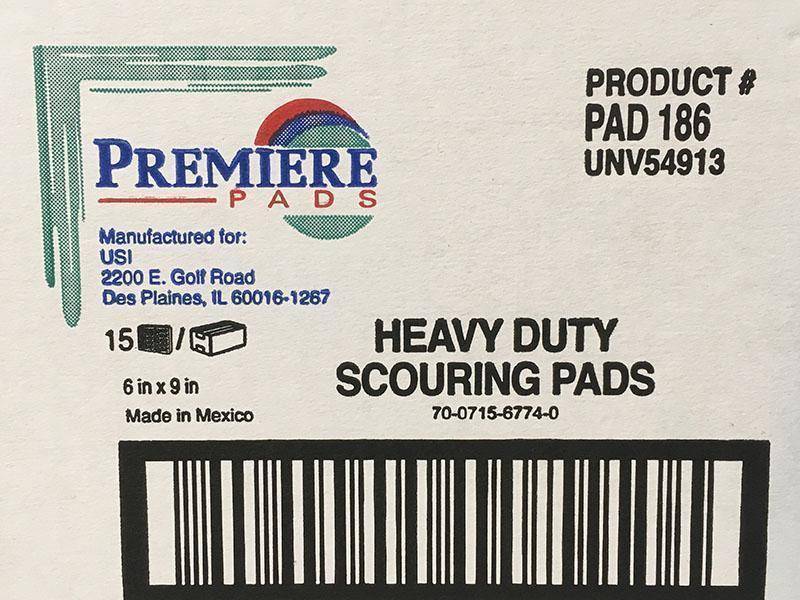 PREMIERE
PADS
Manufactured for:
USI
2200 E. Golf Road
Des Plaines, IL 60016-1267
15 /
6 in x 9 in
Made in Mexico
PRODUCT #
PAD 186
UNV54913
HEAVY DUTY
SCOURING PADS
70-0715-6774-0